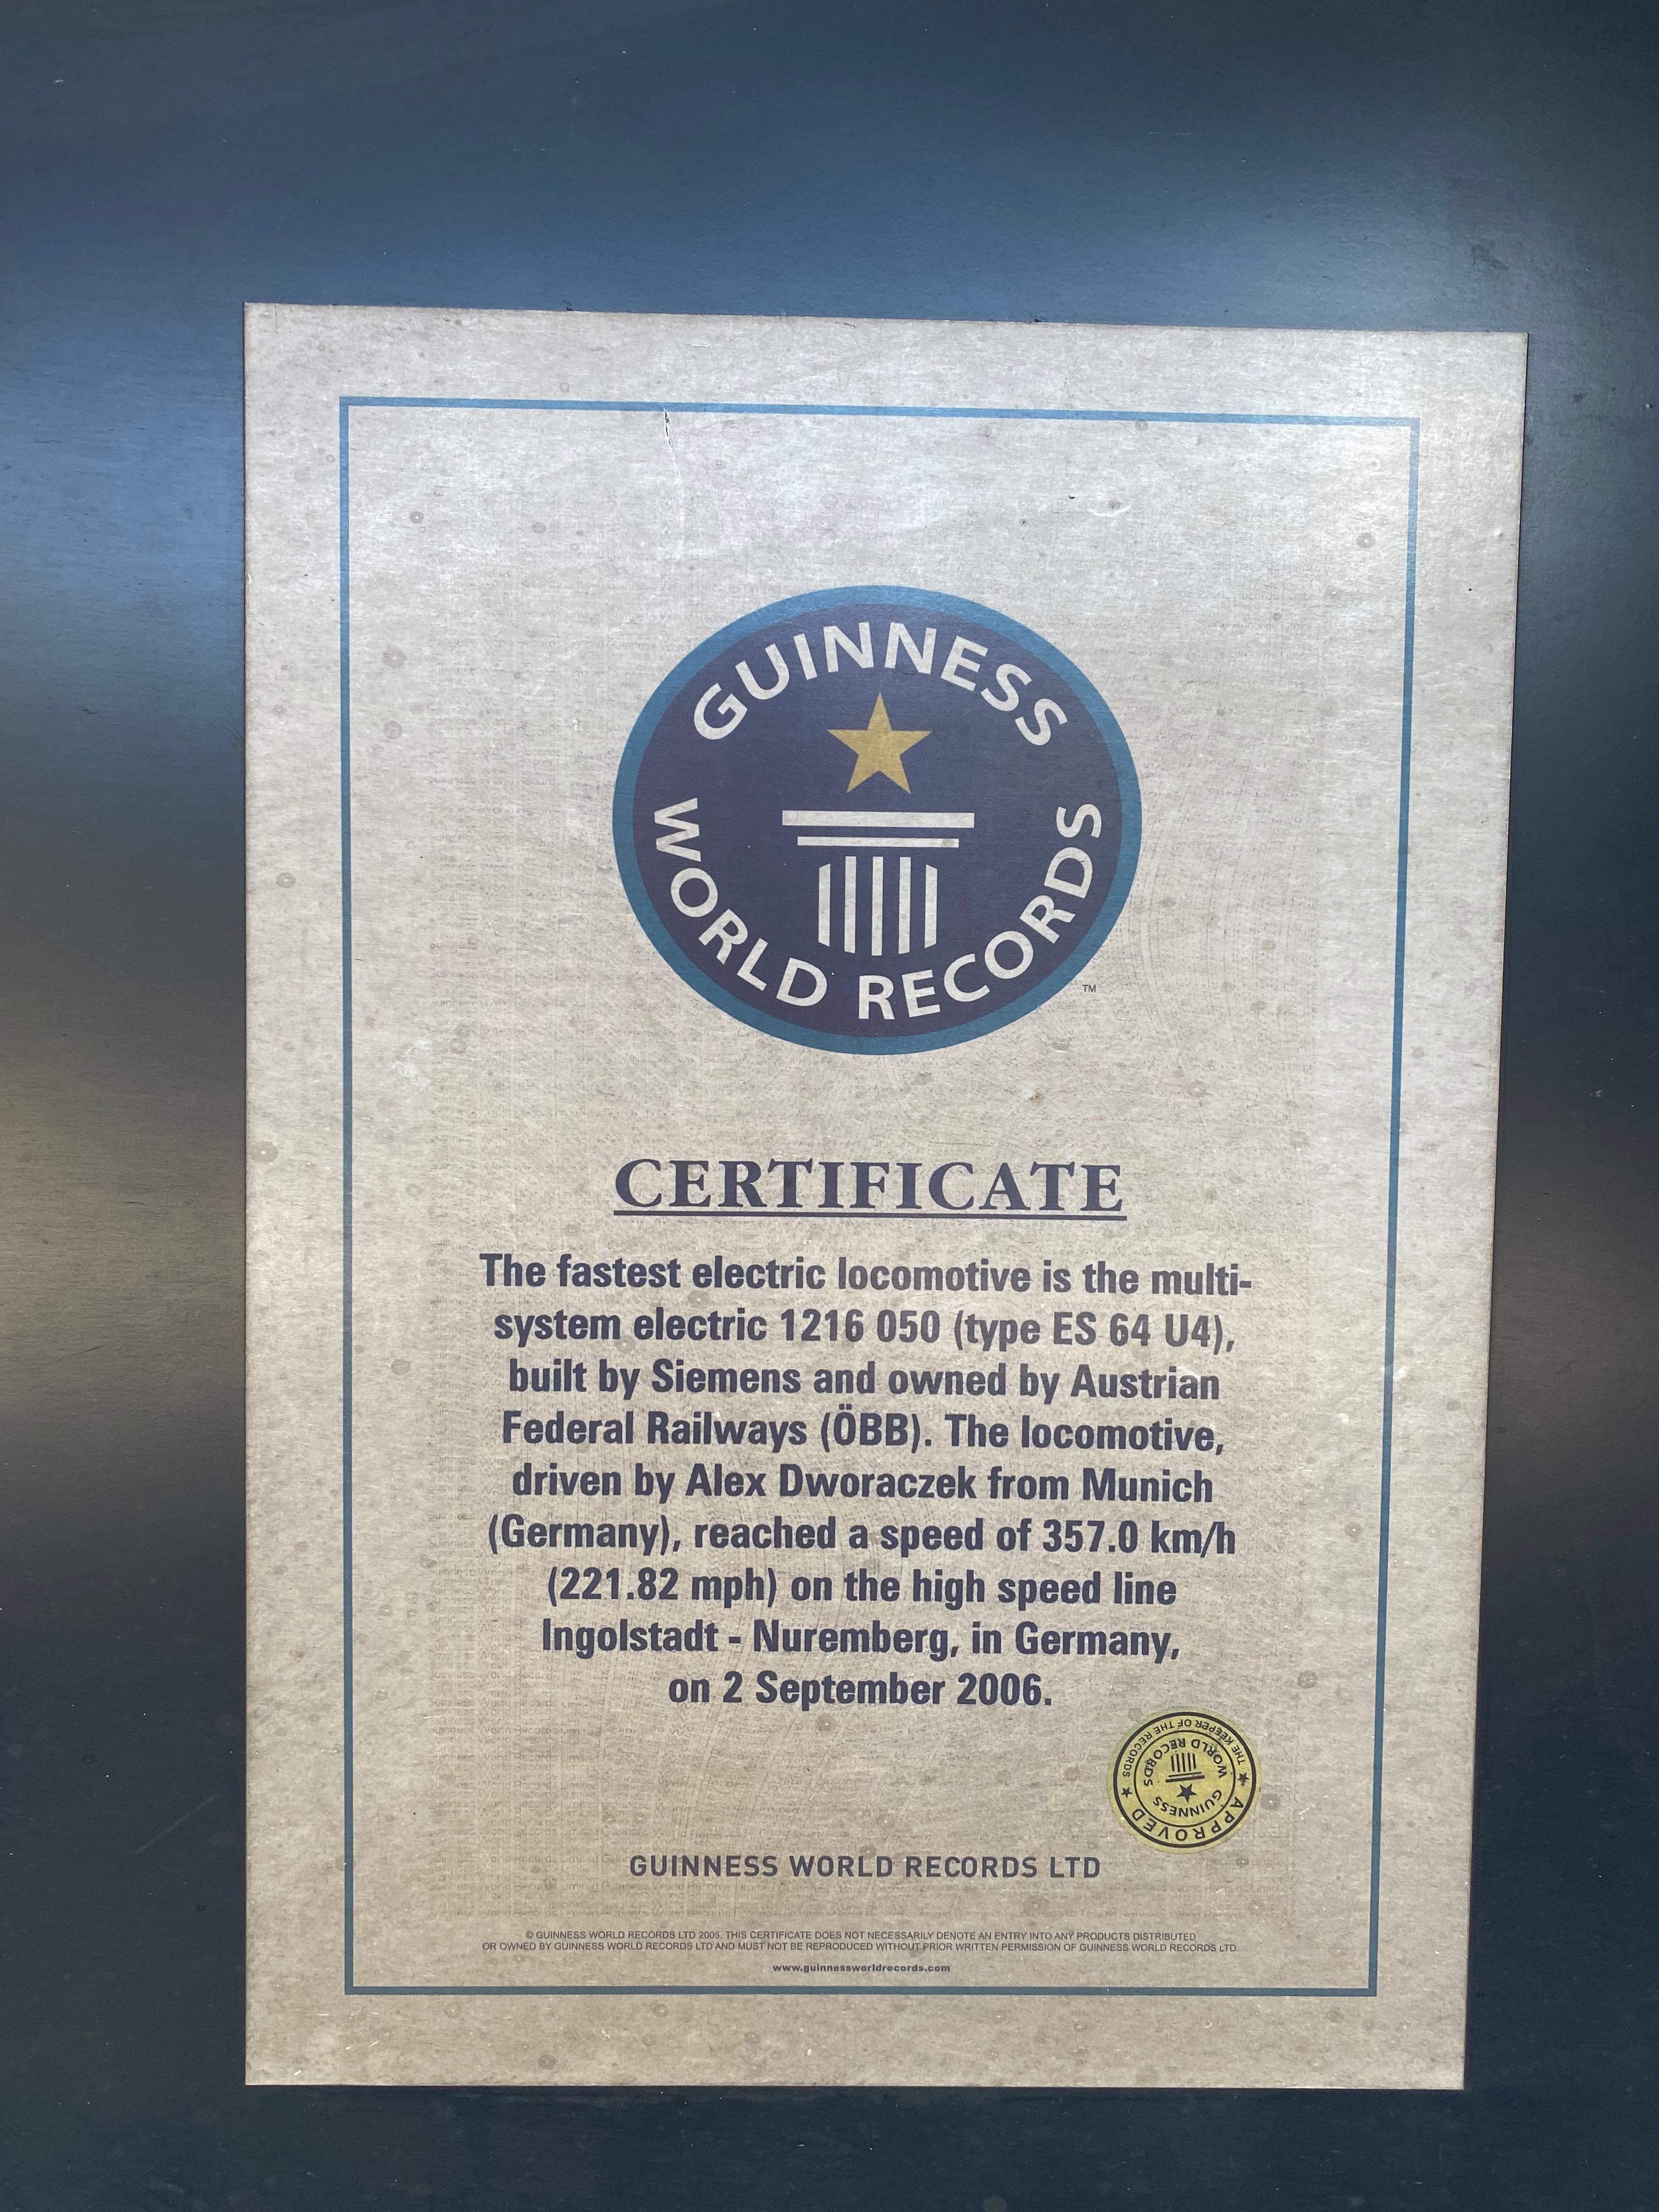 GUINNESS
WORLD RECORDS
TM
CERTIFICATE
The fastest electric locomotive is the multi-
system electric 1216 050 (type ES 64 U4),
built by Siemens and owned by Austrian
Federal Railways (ÖBB). The locomotive,
driven by Alex Dworaczek from Munich
(Germany), reached a speed of 357.0 km/h
(221.82 mph) on the high speed line
Ingolstadt - Nuremberg, in Germany,
on 2 September 2006.
THE KEEPER OF THE RECORDS
APPROVED
GUINNESS
WORLD RECORDS
GUINNESS WORLD RECORDS LTD
© GUINNESS WORLD RECORDS LTD 2005. THIS CERTIFICATE DOES NOT NECESSARILY DENOTE AN ENTRY INTO ANY PRODUCTS DISTRIBUTED
OR OWNED BY GUINNESS WORLD RECORDS LTD AND MUST NOT BE REPRODUCED WITHOUT PRIOR WRITTEN PERMISSION OF GUINNESS WORLD RECORDS LTD
www.guinnessworldrecords.com